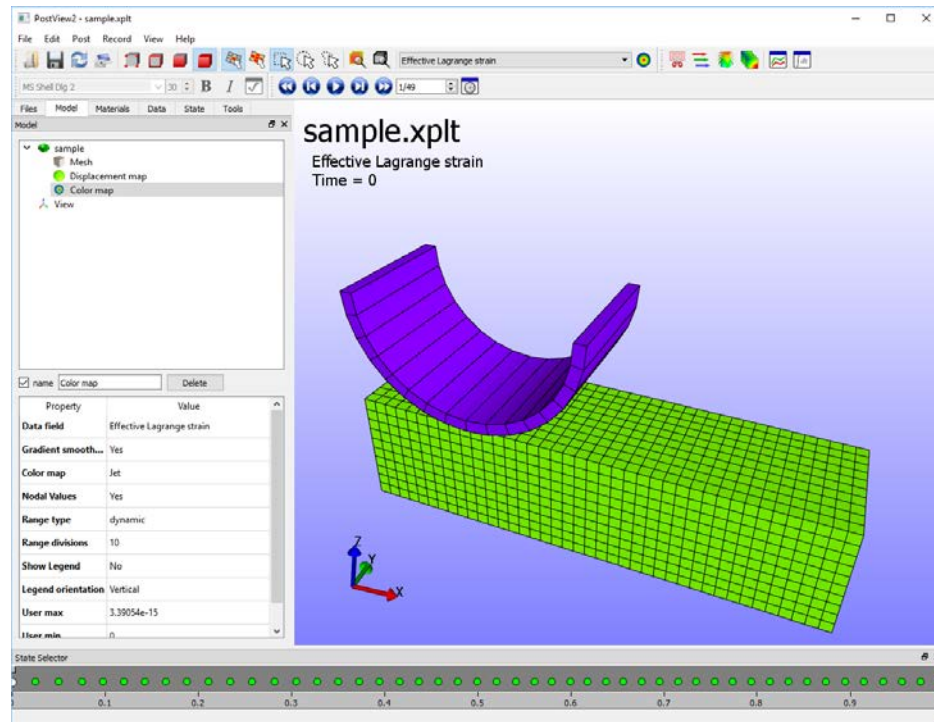 PostView2 - sample.xplt
File Edit Post Record View Help
Effective Lagrange strain
MS Shell Dlg 2 30 B I 1/49
Files Model Materials Data State Tools
Model
sample
Mesh
Displacement map
Color map
View
name Color map Delete
Property Value
Data field Effective Lagrange strain
Gradient smooth... Yes
Color map Jet
Nodal Values Yes
Range type dynamic
Range divisions 10
Show Legend No
Legend orientation Vertical
User max 3.39054e-15
User min 0
sample.xplt
Effective Lagrange strain
Time = 0
Z
Y
X
State Selector
0.1 0.2 0.3 0.4 0.5 0.6 0.7 0.8 0.9